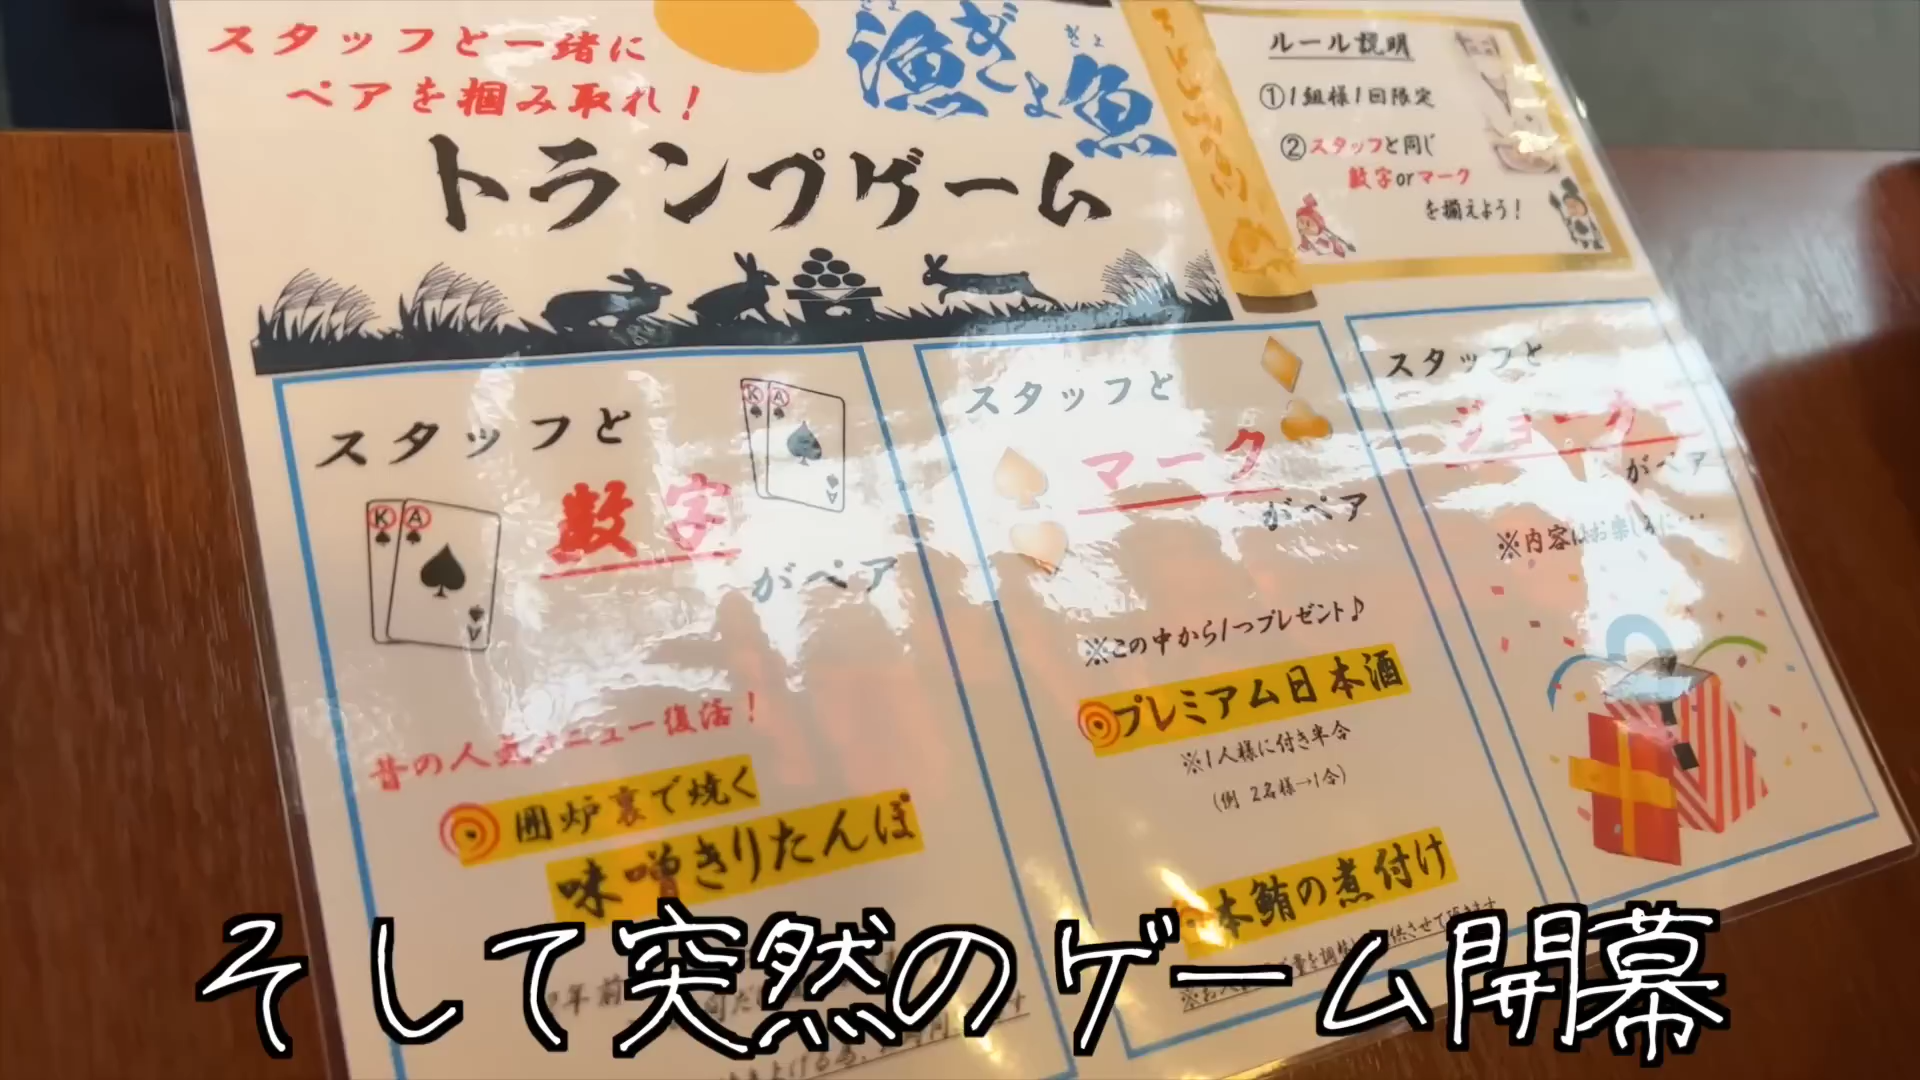 スタッフと一緒に
ペアを掴み取れ!
漁ぎょ魚
ぎょ
トランプゲーム
ルール説明
①1組様1回限定
②スタッフと同じ
数字orマーク
を揃えよう!
スタッフと
数字
がペア
K A
A
K A
昔の人気メニュー復活!
囲炉裏で焼く
味噌きりたんぽ
スタッフと
マーク
がペア
※この中から1つプレゼント♪
プレミアム日本酒
※1人様に付き半合
(例 2名様→1合)
本鮪の煮付け
スタッフと
ジョーカー
がペア
※内容はお楽しみに…
そして突然のゲーム開幕